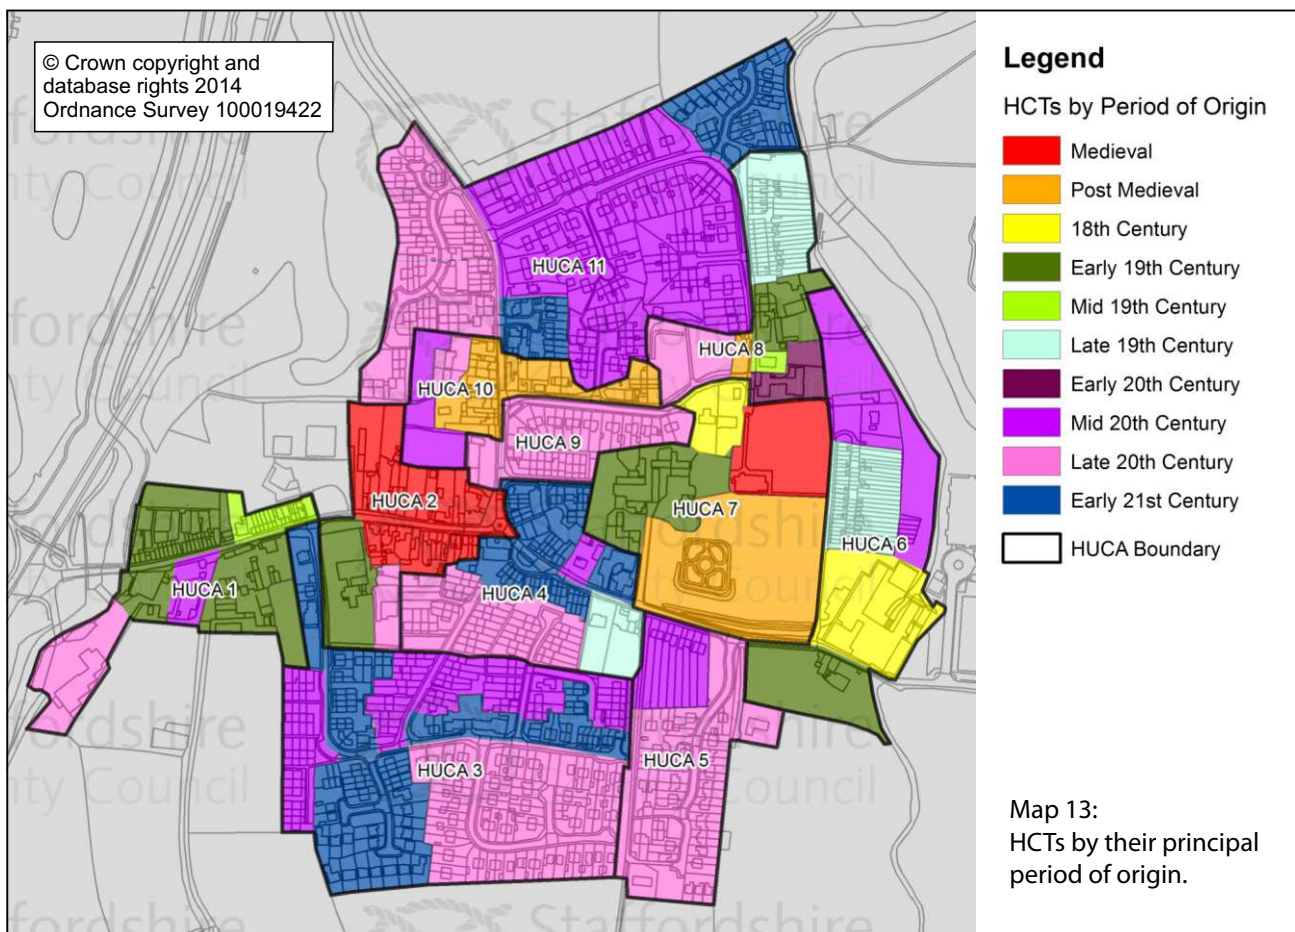 © Crown copyright and
database rights 2014
Ordnance Survey 100019422
Legend
HCTs by Period of Origin
Medieval
Post Medieval
18th Century
Early 19th Century
Mid 19th Century
Late 19th Century
Early 20th Century
Mid 20th Century
Late 20th Century
Early 21st Century
HUCA Boundary
HUCA 11
HUCA 8
HUCA 10
HUCA 9
HUCA 2
HUCA 7
HUCA 6
HUCA 1
HUCA 4
HUCA 5
HUCA 3
Map 13:
HCTs by their principal
period of origin.
Staffordshire
County Council